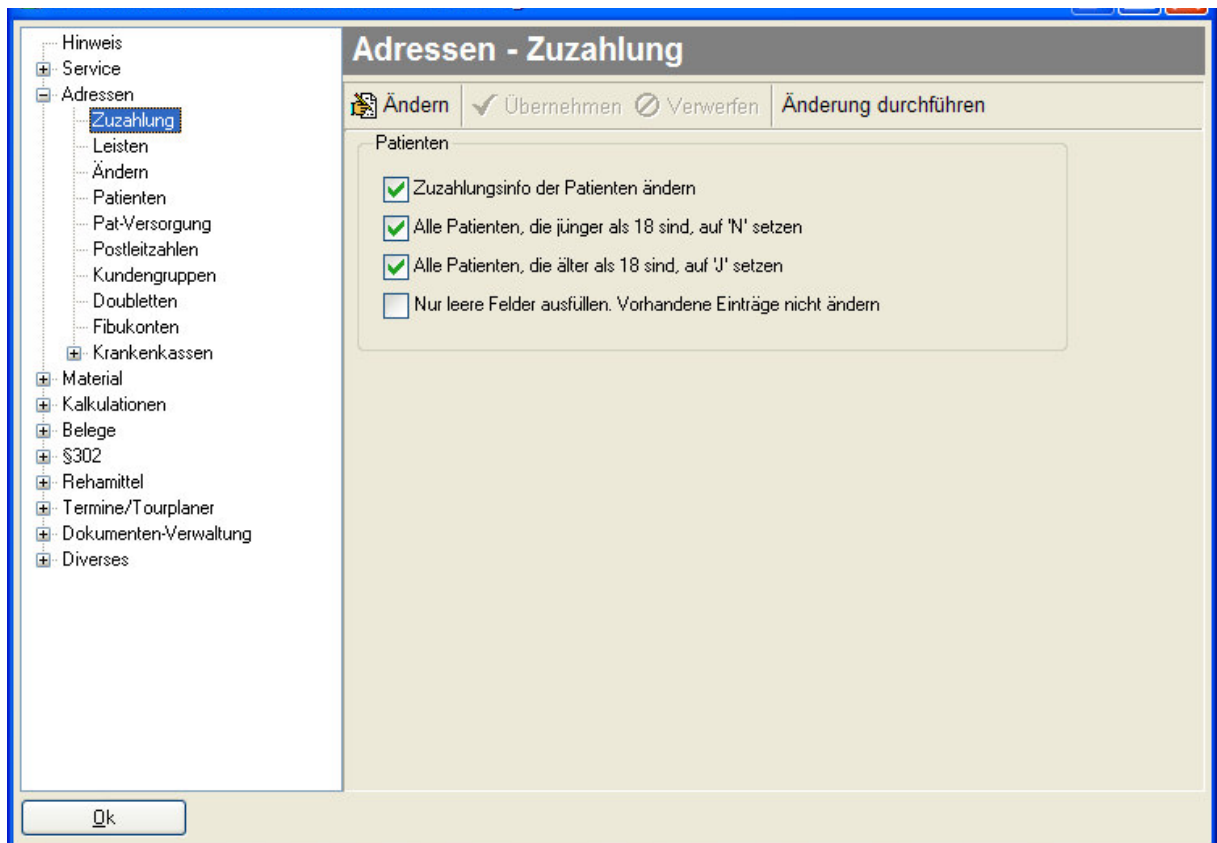 Hinweis
Service
Adressen
Zuzahlung
Leisten
Ändern
Patienten
Pat-Versorgung
Postleitzahlen
Kundengruppen
Doubletten
Fibukonten
Krankenkassen
Material
Kalkulationen
Belege
§302
Rehamittel
Termine/Tourplaner
Dokumenten-Verwaltung
Diverses
Adressen - Zuzahlung
Ändern Übernehmen Verwerfen Änderung durchführen
Patienten
Zuzahlungsinfo der Patienten ändern
Alle Patienten, die jünger als 18 sind, auf 'N' setzen
Alle Patienten, die älter als 18 sind, auf 'J' setzen
Nur leere Felder ausfüllen. Vorhandene Einträge nicht ändern
Ok